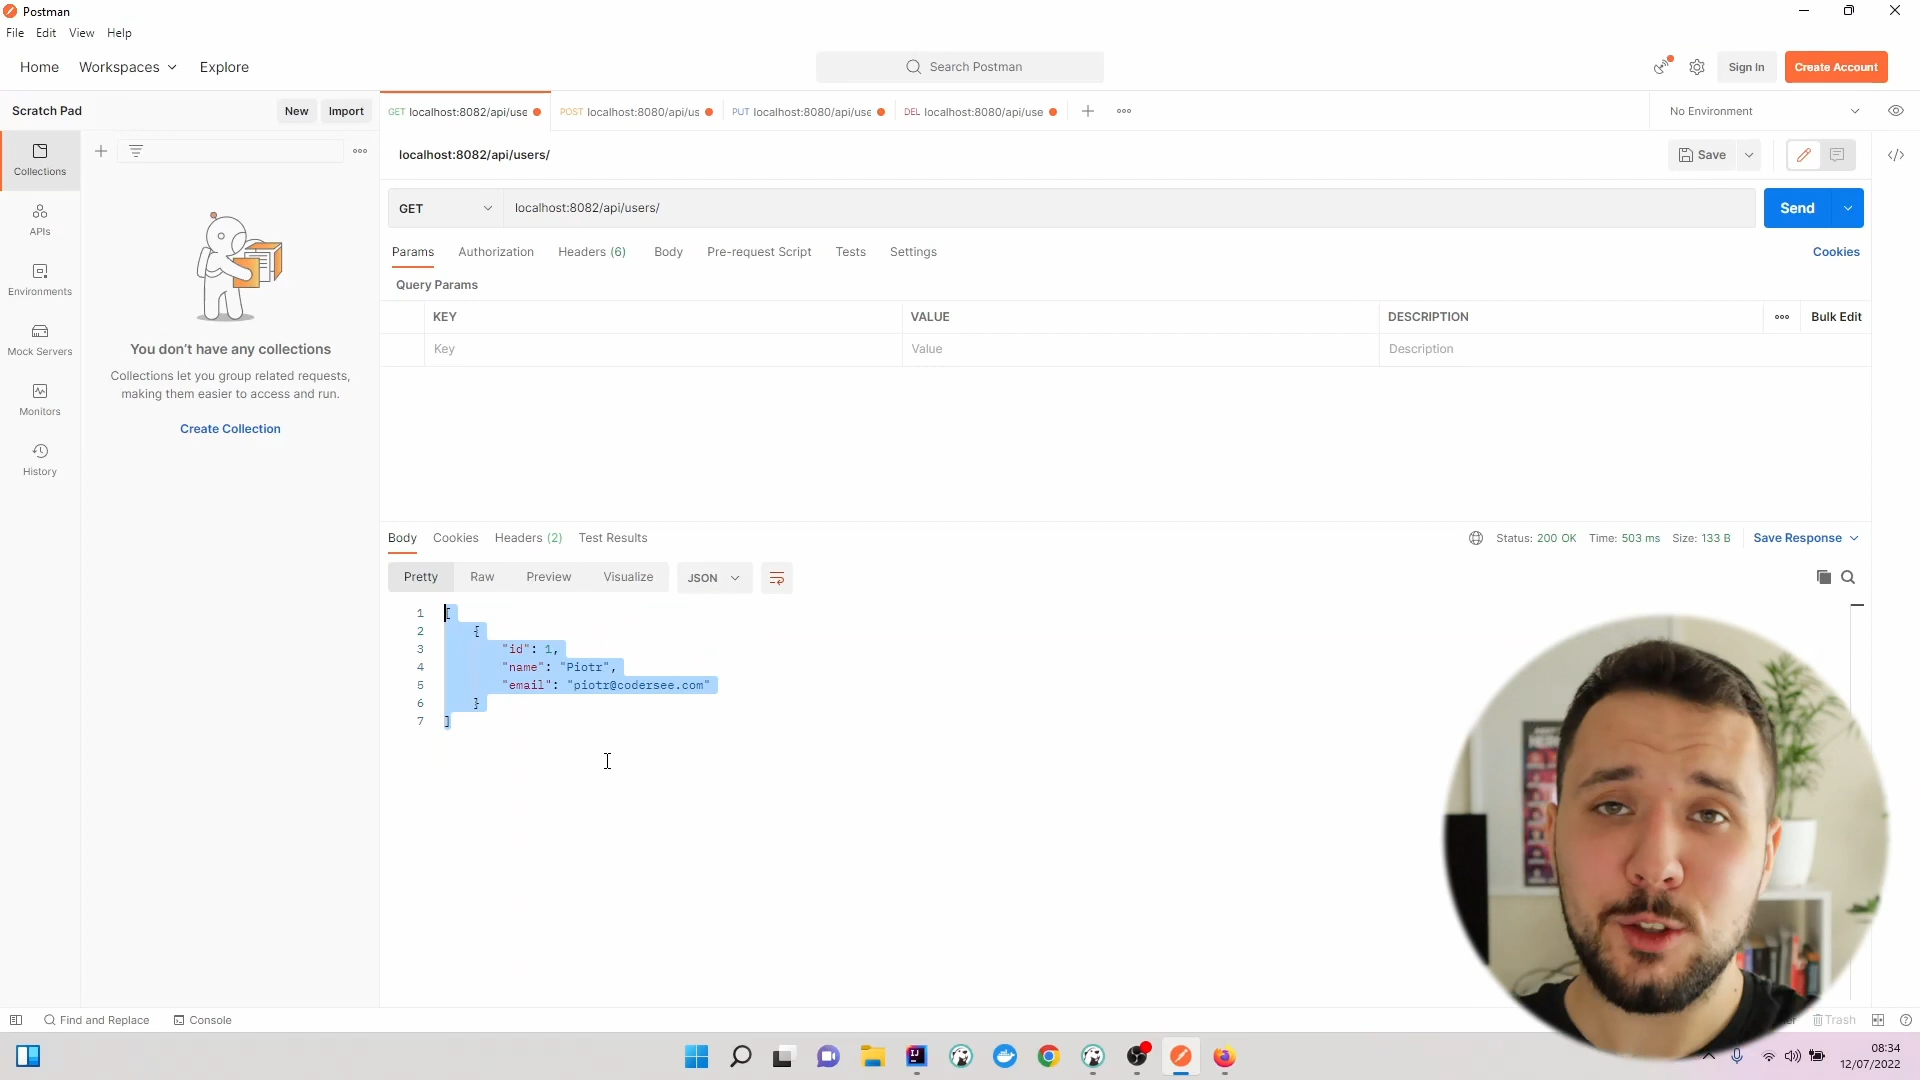 Postman
File Edit View Help
Home Workspaces Explore
Search Postman
Sign In
Create Account
Scratch Pad
New
Import
GET localhost:8082/api/use
POST localhost:8080/api/us
PUT localhost:8080/api/use
DEL localhost:8080/api/use
No Environment
Collections
APIs
Environments
Mock Servers
Monitors
History
You don't have any collections
Collections let you group related requests,
making them easier to access and run.
Create Collection
localhost:8082/api/users/
Save
GET
localhost:8082/api/users/
Send
Params Authorization Headers (6) Body Pre-request Script Tests Settings
Cookies
Query Params
KEY VALUE DESCRIPTION
Bulk Edit
Key Value Description
Body Cookies Headers (2) Test Results
Status: 200 OK Time: 503 ms Size: 133 B
Save Response
Pretty Raw Preview Visualize JSON
1 [
2 {
3 "id": 1,
4 "name": "Piotr",
5 "email": "piotr@codersee.com"
6 }
7 ]
Find and Replace
Console
Trash
08:34
12/07/2022